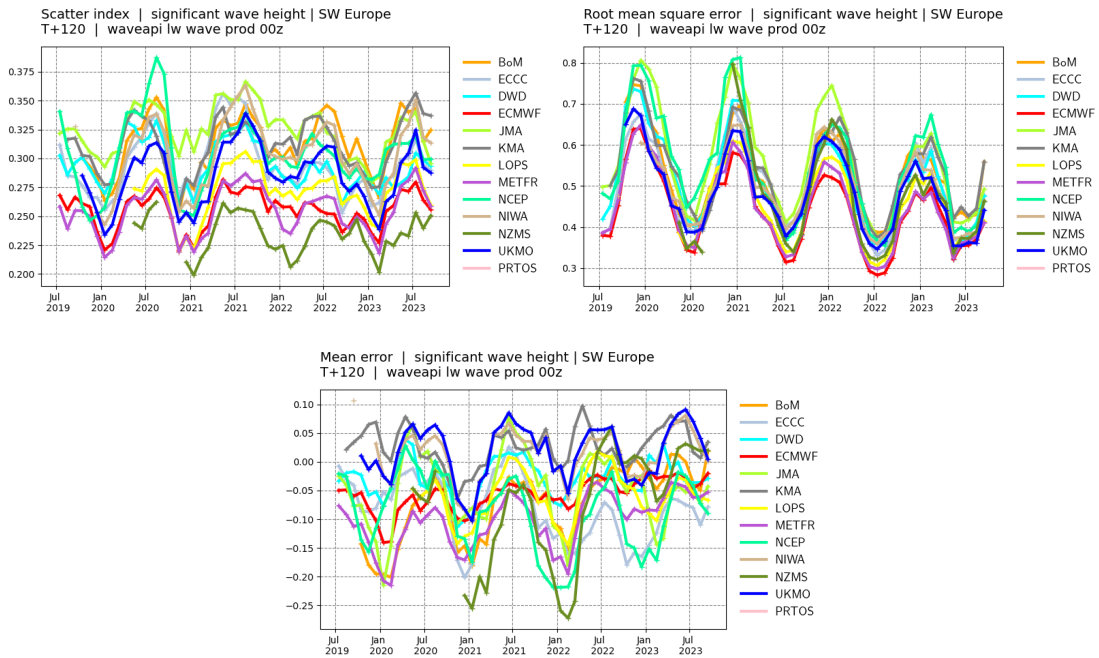 Scatter index | significant wave height | SW Europe
T+120 | waveapi lw wave prod 00z
0.375
0.350
0.325
0.300
0.275
0.250
0.225
0.200
Jul 2019
Jan 2020
Jul 2020
Jan 2021
Jul 2021
Jan 2022
Jul 2022
Jan 2023
Jul 2023
BoM
ECCC
DWD
ECMWF
JMA
KMA
LOPS
METFR
NCEP
NIWA
NZMS
UKMO
PRTOS
Root mean square error | significant wave height | SW Europe
T+120 | waveapi lw wave prod 00z
0.8
0.7
0.6
0.5
0.4
0.3
Jul 2019
Jan 2020
Jul 2020
Jan 2021
Jul 2021
Jan 2022
Jul 2022
Jan 2023
Jul 2023
BoM
ECCC
DWD
ECMWF
JMA
KMA
LOPS
METFR
NCEP
NIWA
NZMS
UKMO
PRTOS
Mean error | significant wave height | SW Europe
T+120 | waveapi lw wave prod 00z
0.10
0.05
0.00
−0.05
−0.10
−0.15
−0.20
−0.25
Jul 2019
Jan 2020
Jul 2020
Jan 2021
Jul 2021
Jan 2022
Jul 2022
Jan 2023
Jul 2023
BoM
ECCC
DWD
ECMWF
JMA
KMA
LOPS
METFR
NCEP
NIWA
NZMS
UKMO
PRTOS